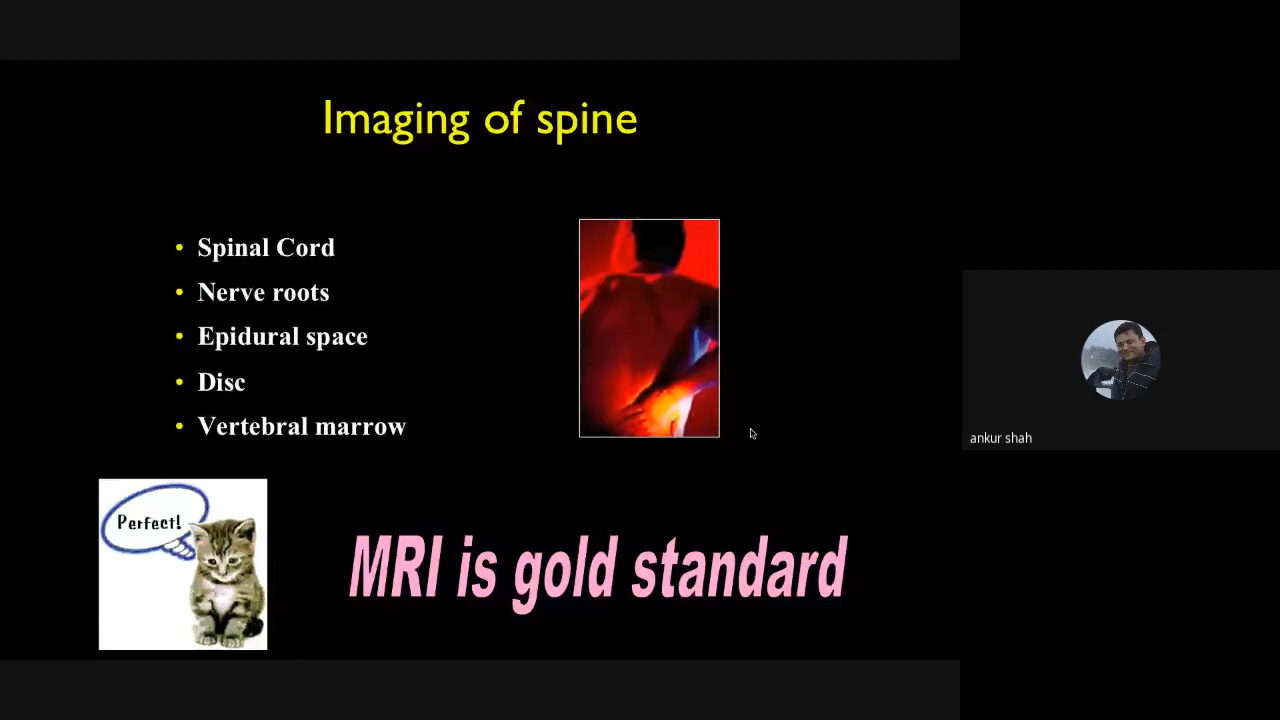 Imaging of spine
• Spinal Cord
• Nerve roots
• Epidural space
• Disc
• Vertebral marrow
Perfect!
MRI is gold standard
ankur shah